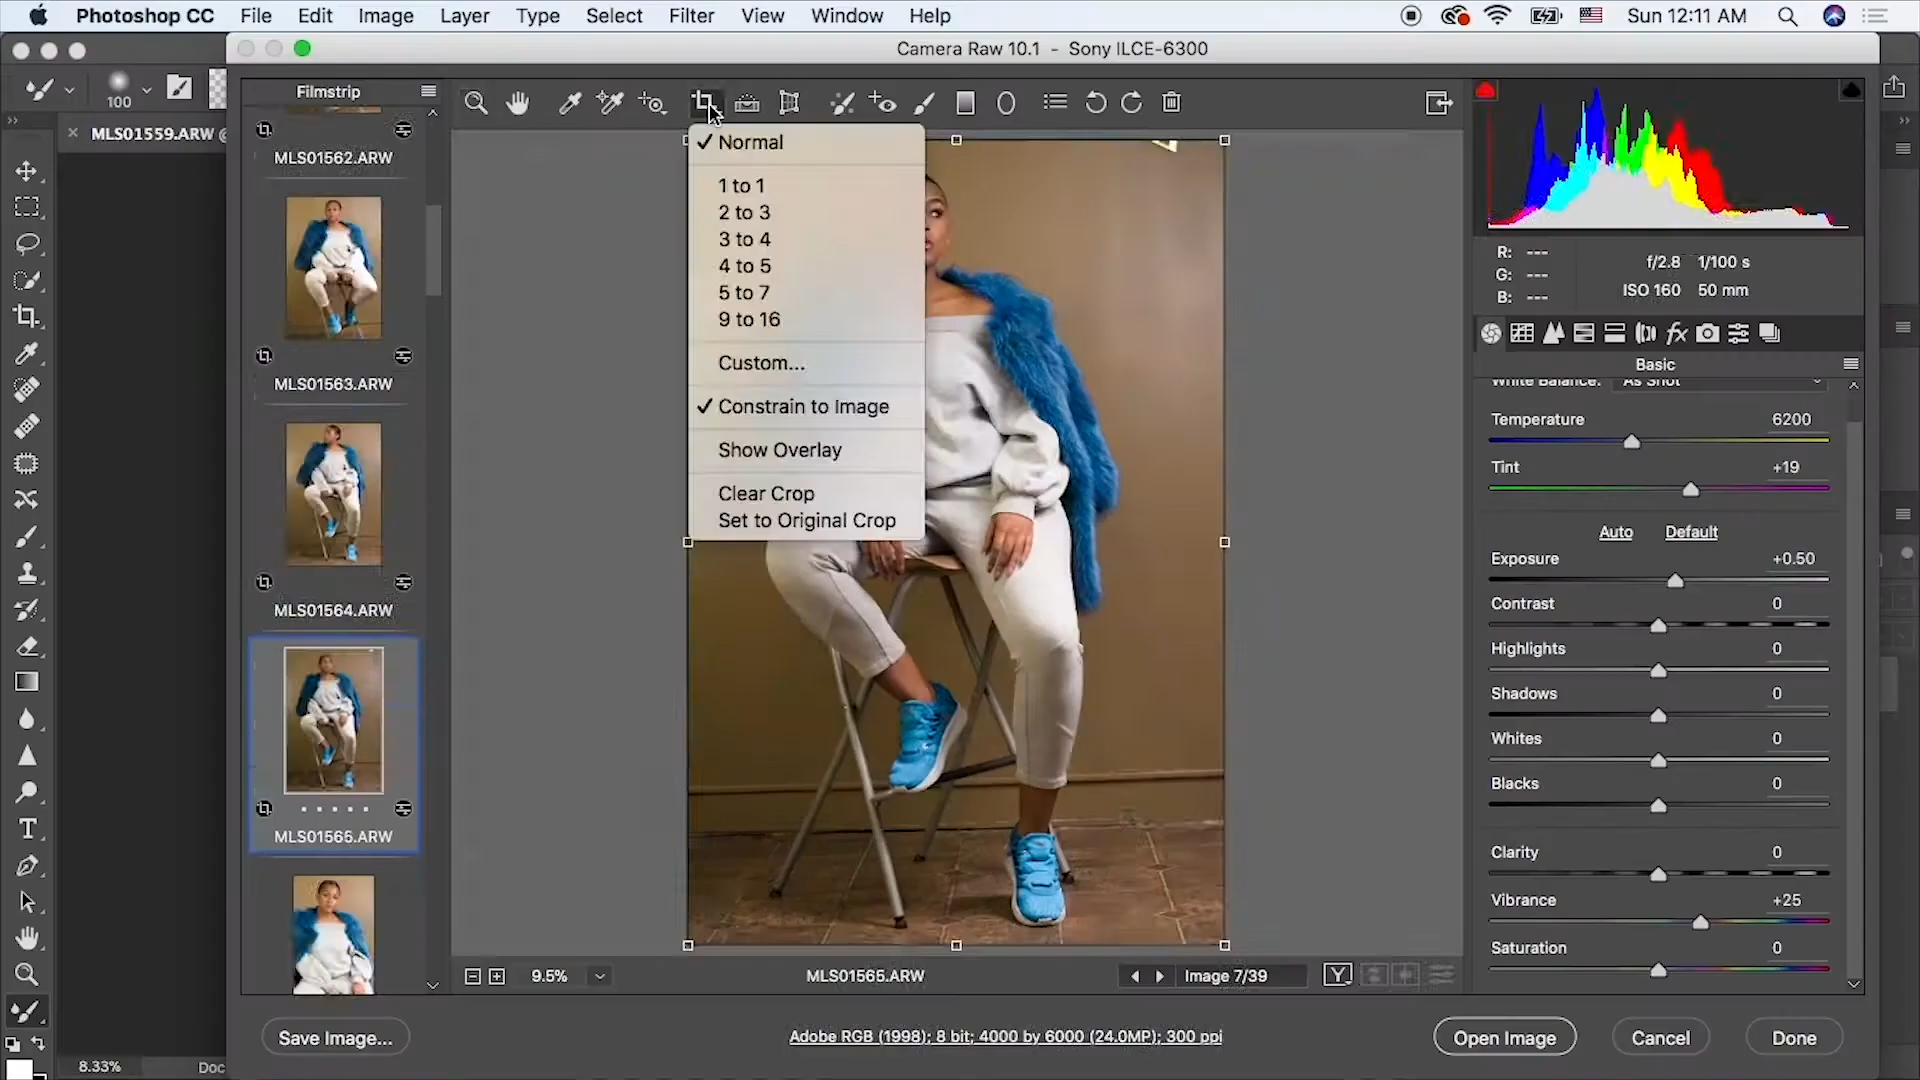 Photoshop CC File Edit Image Layer Type Select Filter View Window Help Sun 12:11 AM
Camera Raw 10.1 - Sony ILCE-6300
100
MLS01559.ARW @
Filmstrip
MLS01562.ARW
MLS01563.ARW
MLS01564.ARW
MLS01565.ARW
Normal
1 to 1
2 to 3
3 to 4
4 to 5
5 to 7
9 to 16
Custom...
Constrain to Image
Show Overlay
Clear Crop
Set to Original Crop
R: ---
G: ---
B: ---
f/2.8 1/100 s
ISO 160 50 mm
Basic
White Balance: As Shot
Temperature 6200
Tint +19
Auto Default
Exposure +0.50
Contrast 0
Highlights 0
Shadows 0
Whites 0
Blacks 0
Clarity 0
Vibrance +25
Saturation 0
9.5% MLS01565.ARW Image 7/39 Y
Save Image... Adobe RGB (1998); 8 bit; 4000 by 6000 (24.0MP); 300 ppi Open Image Cancel Done
8.33% Doc